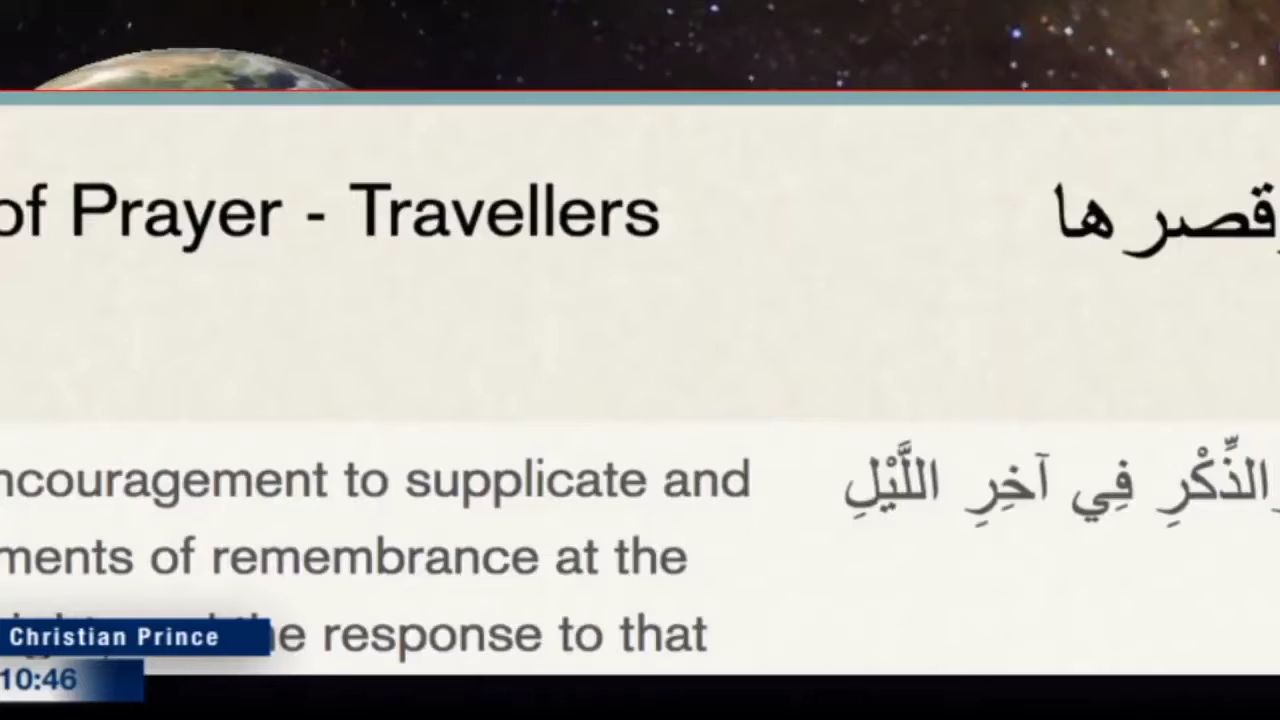 of Prayer - Travellers
قصرها
ncouragement to supplicate and
الذِّكْرِ فِي آخِرِ اللَّيْلِ
ments of remembrance at the
he response to that
Christian Prince
10:46